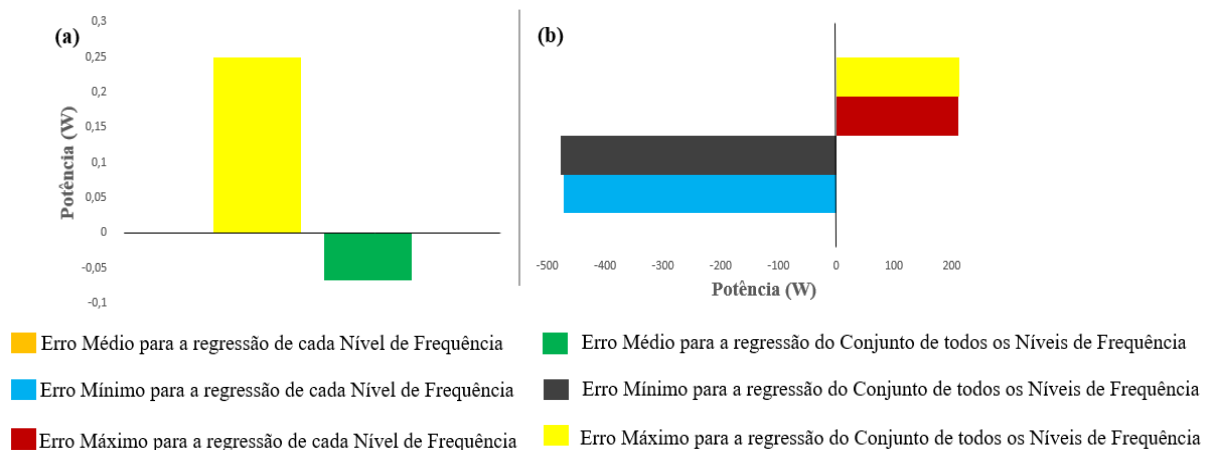 (a)
0,3
0,25
0,2
0,15
0,1
0,05
0
-0,05
-0,1
Potência (W)
(b)
-500 -400 -300 -200 -100 0 100 200
Potência (W)
Erro Médio para a regressão de cada Nível de Frequência
Erro Médio para a regressão do Conjunto de todos os Níveis de Frequência
Erro Mínimo para a regressão de cada Nível de Frequência
Erro Mínimo para a regressão do Conjunto de todos os Níveis de Frequência
Erro Máximo para a regressão de cada Nível de Frequência
Erro Máximo para a regressão do Conjunto de todos os Níveis de Frequência